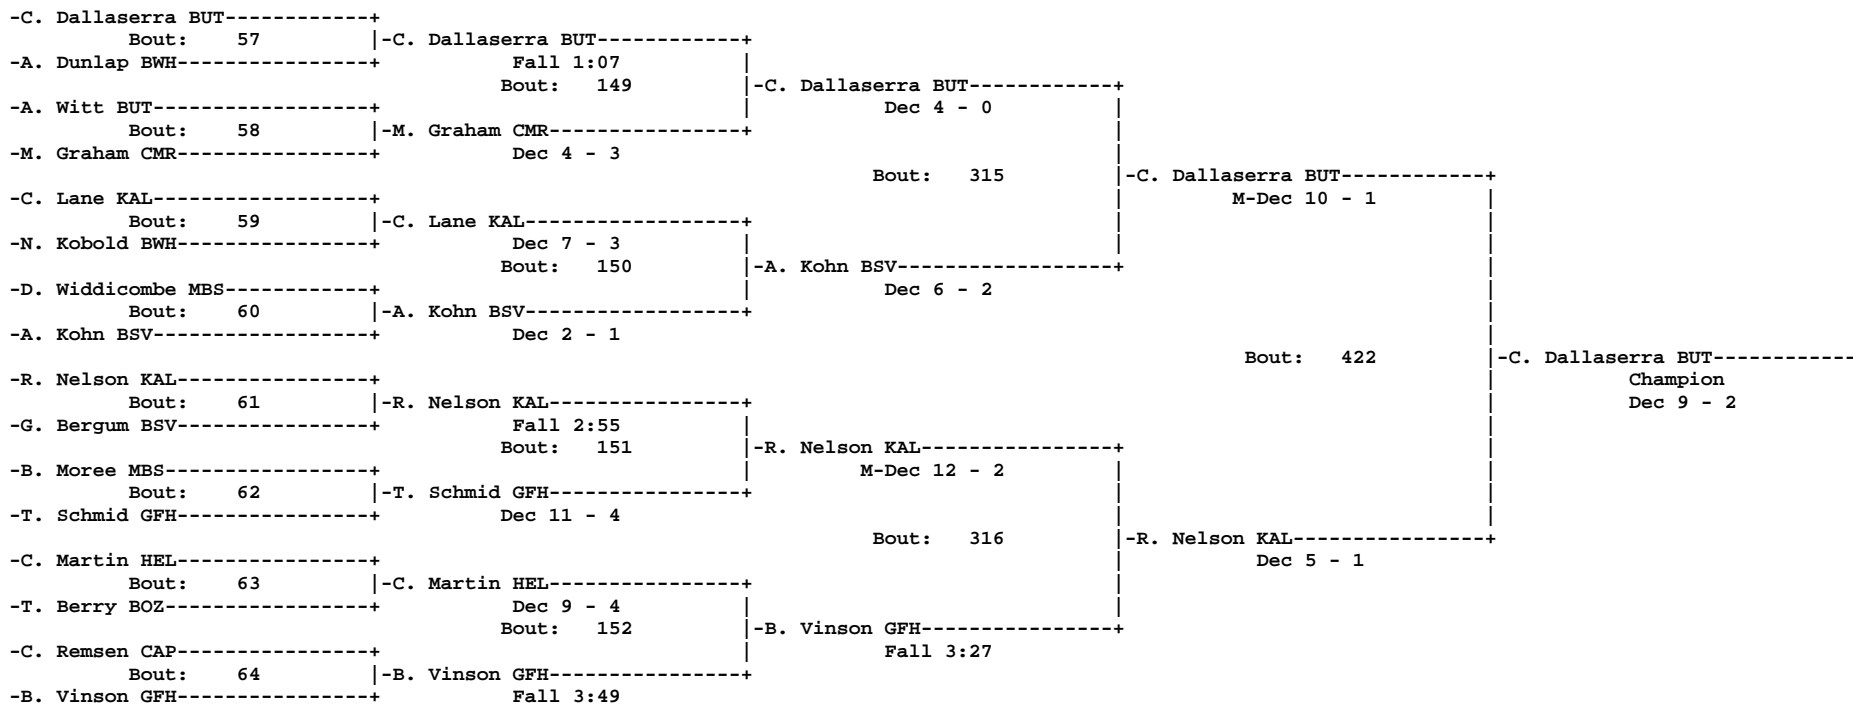 -C. Dallaserra BUT------------+
Bout: 57 |-C. Dallaserra BUT------------+
-A. Dunlap BWH----------------+ Fall 1:07 |
Bout: 149 |-C. Dallaserra BUT------------+
-A. Witt BUT------------------+ | Dec 4 - 0 |
Bout: 58 |-M. Graham CMR----------------+ |
-M. Graham CMR----------------+ Dec 4 - 3 |
Bout: 315 |-C. Dallaserra BUT------------+
-C. Lane KAL------------------+ | M-Dec 10 - 1 |
Bout: 59 |-C. Lane KAL------------------+ | |
-N. Kobold BWH----------------+ Dec 7 - 3 | | |
Bout: 150 |-A. Kohn BSV------------------+ |
-D. Widdicombe MBS------------+ | Dec 6 - 2 |
Bout: 60 |-A. Kohn BSV------------------+ |
-A. Kohn BSV------------------+ Dec 2 - 1 |
Bout: 422 |-C. Dallaserra BUT------------
-R. Nelson KAL----------------+ | Champion
Bout: 61 |-R. Nelson KAL----------------+ | Dec 9 - 2
-G. Bergum BSV----------------+ Fall 2:55 | |
Bout: 151 |-R. Nelson KAL----------------+ |
-B. Moree MBS-----------------+ | M-Dec 12 - 2 | |
Bout: 62 |-T. Schmid GFH----------------+ | |
-T. Schmid GFH----------------+ Dec 11 - 4 | |
Bout: 316 |-R. Nelson KAL----------------+
-C. Martin HEL----------------+ | Dec 5 - 1
Bout: 63 |-C. Martin HEL----------------+ |
-T. Berry BOZ-----------------+ Dec 9 - 4 | |
Bout: 152 |-B. Vinson GFH----------------+
-C. Remsen CAP----------------+ | Fall 3:27
Bout: 64 |-B. Vinson GFH----------------+
-B. Vinson GFH----------------+ Fall 3:49